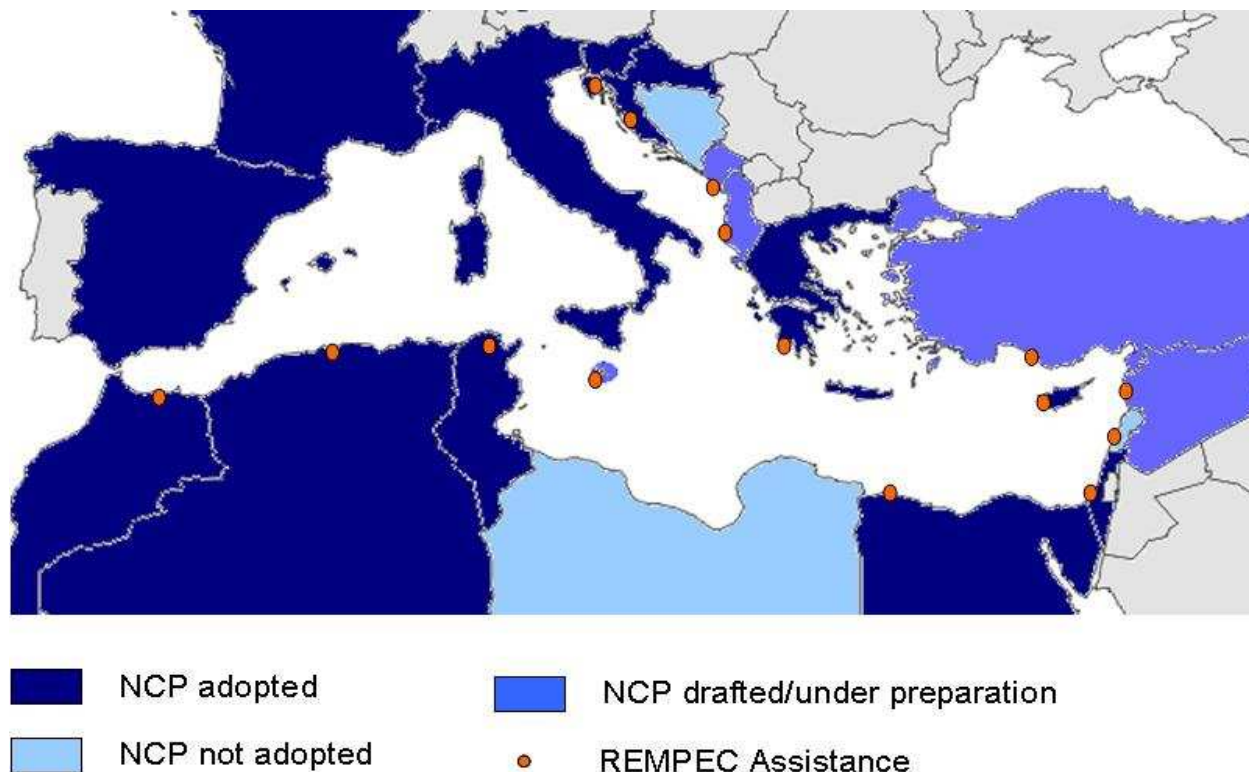 NCP adopted
NCP drafted/under preparation
NCP not adopted
REMPEC Assistance